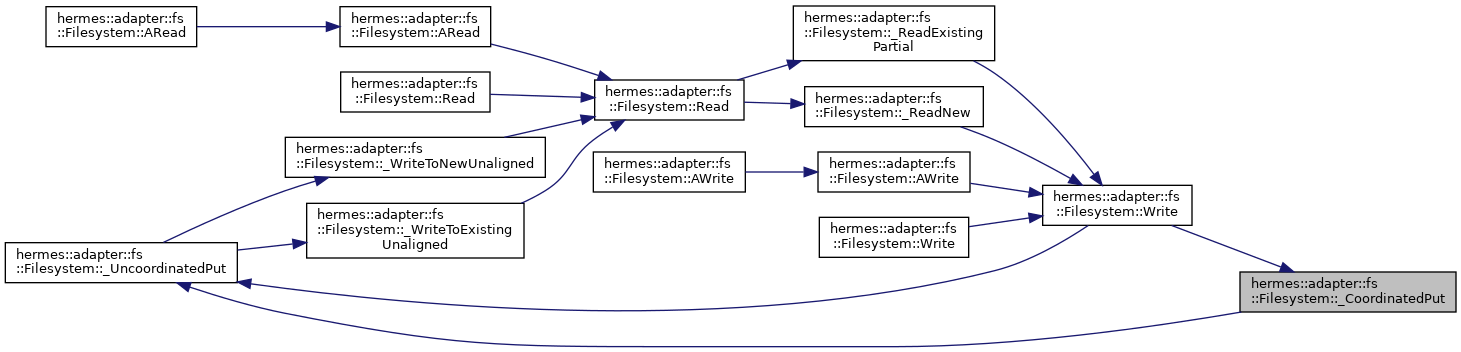 hermes::adapter::fs
::Filesystem::ARead
hermes::adapter::fs
::Filesystem::ARead
hermes::adapter::fs
::Filesystem::_ReadExisting
Partial
hermes::adapter::fs
::Filesystem::Read
hermes::adapter::fs
::Filesystem::Read
hermes::adapter::fs
::Filesystem::_ReadNew
hermes::adapter::fs
::Filesystem::_WriteToNewUnaligned
hermes::adapter::fs
::Filesystem::AWrite
hermes::adapter::fs
::Filesystem::AWrite
hermes::adapter::fs
::Filesystem::Write
hermes::adapter::fs
::Filesystem::_WriteToExisting
Unaligned
hermes::adapter::fs
::Filesystem::Write
hermes::adapter::fs
::Filesystem::_UncoordinatedPut
hermes::adapter::fs
::Filesystem::_CoordinatedPut